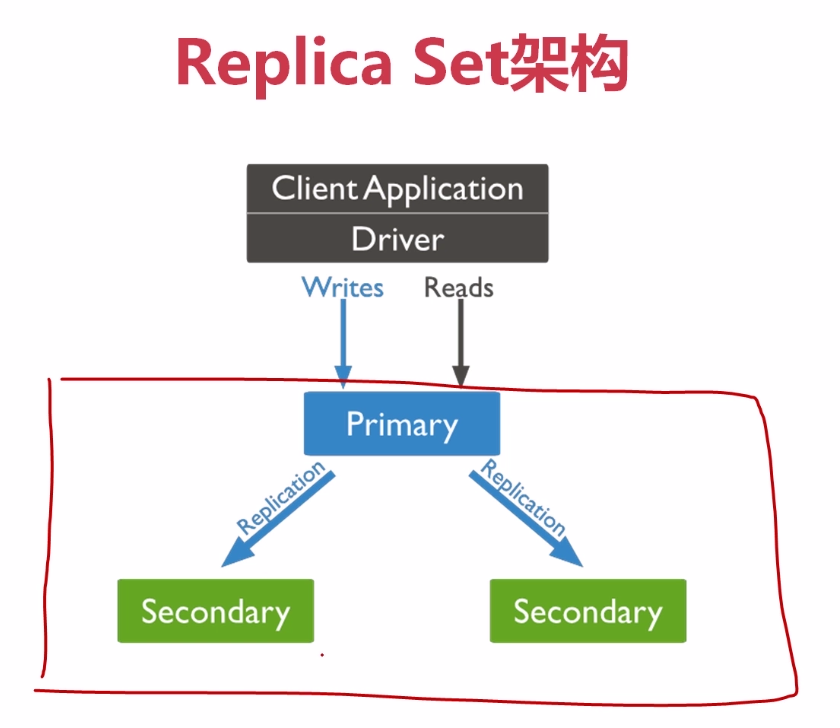 Replica Set架构
Client Application
Driver
Writes Reads
Primary
Replication Replication
Secondary Secondary